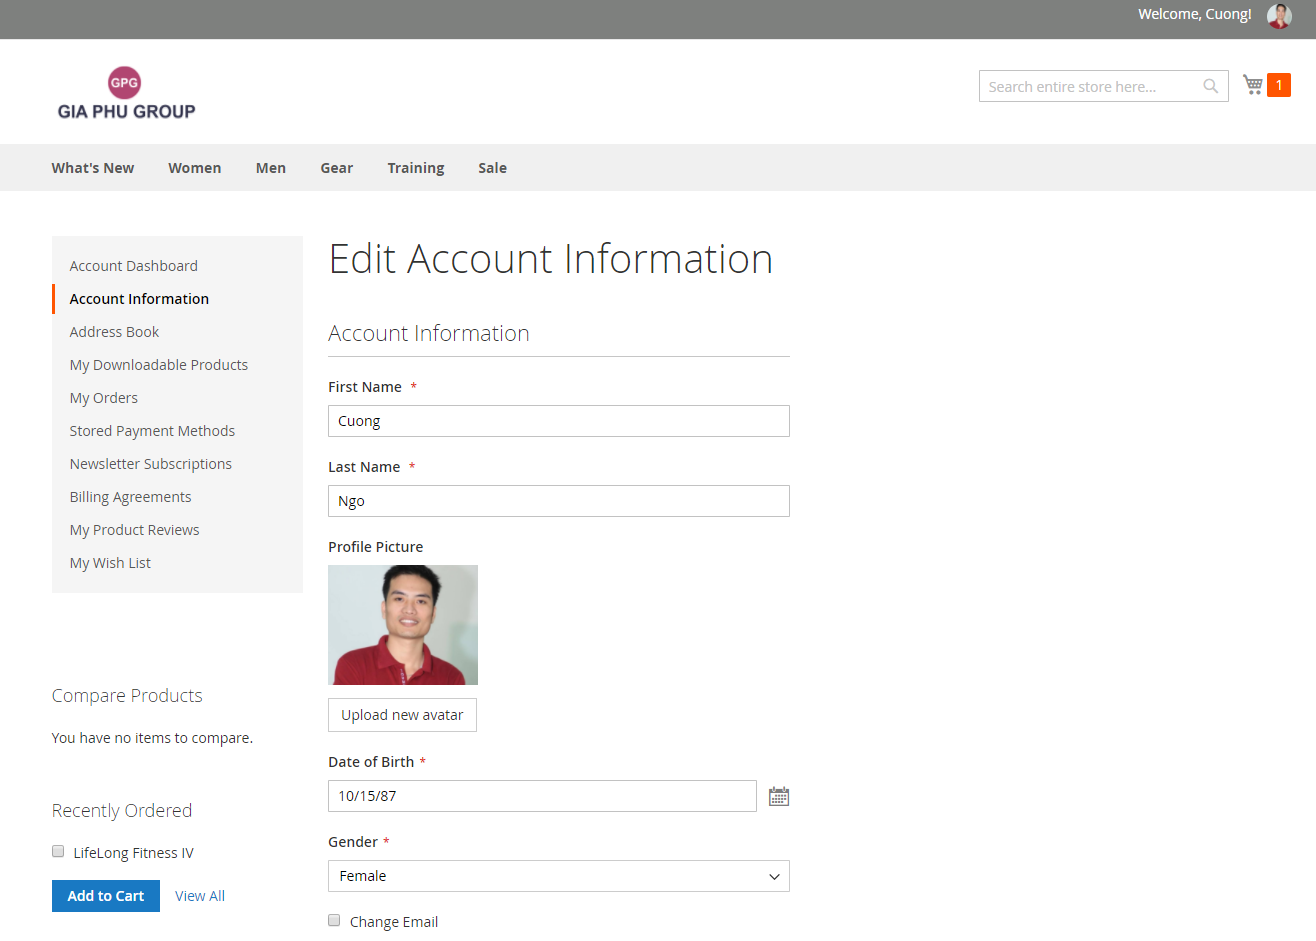 Welcome, Cuong!
GPG
GIA PHU GROUP
Search entire store here...
1
What's New Women Men Gear Training Sale
Account Dashboard
Account Information
Address Book
My Downloadable Products
My Orders
Stored Payment Methods
Newsletter Subscriptions
Billing Agreements
My Product Reviews
My Wish List
Compare Products
You have no items to compare.
Recently Ordered
LifeLong Fitness IV
Add to Cart View All
Edit Account Information
Account Information
First Name *
Cuong
Last Name *
Ngo
Profile Picture
Upload new avatar
Date of Birth *
10/15/87
Gender *
Female
Change Email